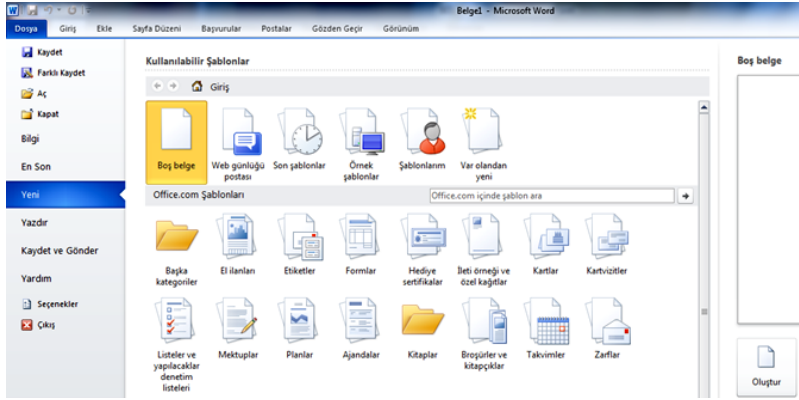 Belge1 - Microsoft Word
Dosya Giriş Ekle Sayfa Düzeni Başvurular Postalar Gözden Geçir Görünüm
Kaydet
Farklı Kaydet
Aç
Kapat
Bilgi
En Son
Yeni
Yazdır
Kaydet ve Gönder
Yardım
Seçenekler
Çıkış
Kullanılabilir Şablonlar
Giriş
Boş belge
Web günlüğü
postası
Son şablonlar
Örnek
şablonlar
Şablonlarım
Var olandan
yeni
Office.com Şablonları
Office.com içinde şablon ara
Başka
kategoriler
El ilanları
Etiketler
Formlar
Hediye
sertifikalar
İleti örneği ve
özel kağıtlar
Kartlar
Kartvizitler
Listeler ve
yapılacaklar
denetim
listeleri
Mektuplar
Planlar
Ajandalar
Kitaplar
Broşürler ve
kitapçıklar
Takvimler
Zarflar
Boş belge
Oluştur